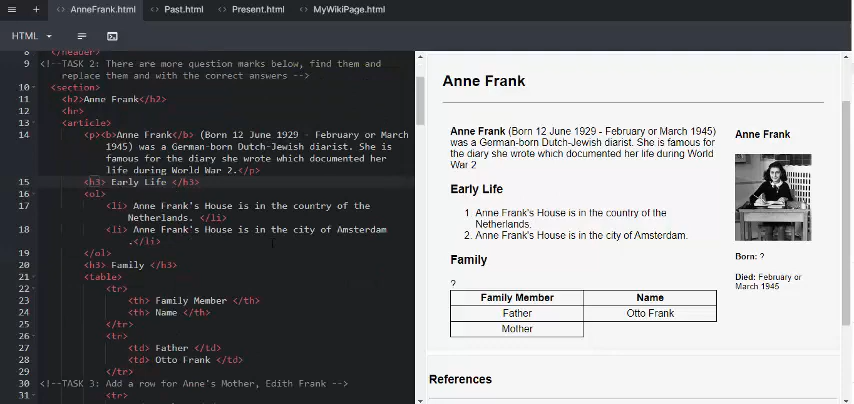 AnneFrank.html
Past.html
Present.html
MyWikiPage.html
HTML
8 </header>
9 <!--TASK 2: There are more question marks below, find them and
replace them and with the correct answers -->
10 <section>
11 <h2>Anne Frank</h2>
12 <hr>
13 <article>
14 <p><b>Anne Frank</b> (Born 12 June 1929 - February or March
1945) was a German-born Dutch-Jewish diarist. She is
famous for the diary she wrote which documented her
life during World War 2.</p>
15 <h3> Early Life </h3>
16 <ol>
17 <li> Anne Frank's House is in the country of the
Netherlands. </li>
18 <li> Anne Frank's House is in the city of Amsterdam
.</li>
19 </ol>
20 <h3> Family </h3>
21 <table>
22 <tr>
23 <th> Family Member </th>
24 <th> Name </th>
25 </tr>
26 <tr>
27 <td> Father </td>
28 <td> Otto Frank </td>
29 </tr>
30 <!--TASK 3: Add a row for Anne's Mother, Edith Frank -->
31 <tr>
Anne Frank
Anne Frank (Born 12 June 1929 - February or March 1945)
was a German-born Dutch-Jewish diarist. She is famous for
the diary she wrote which documented her life during World
War 2
Early Life
1. Anne Frank's House is in the country of the
Netherlands.
2. Anne Frank's House is in the city of Amsterdam.
Family
?
Family Member Name
Father Otto Frank
Mother
Anne Frank
Born: ?
Died: February or
March 1945
References